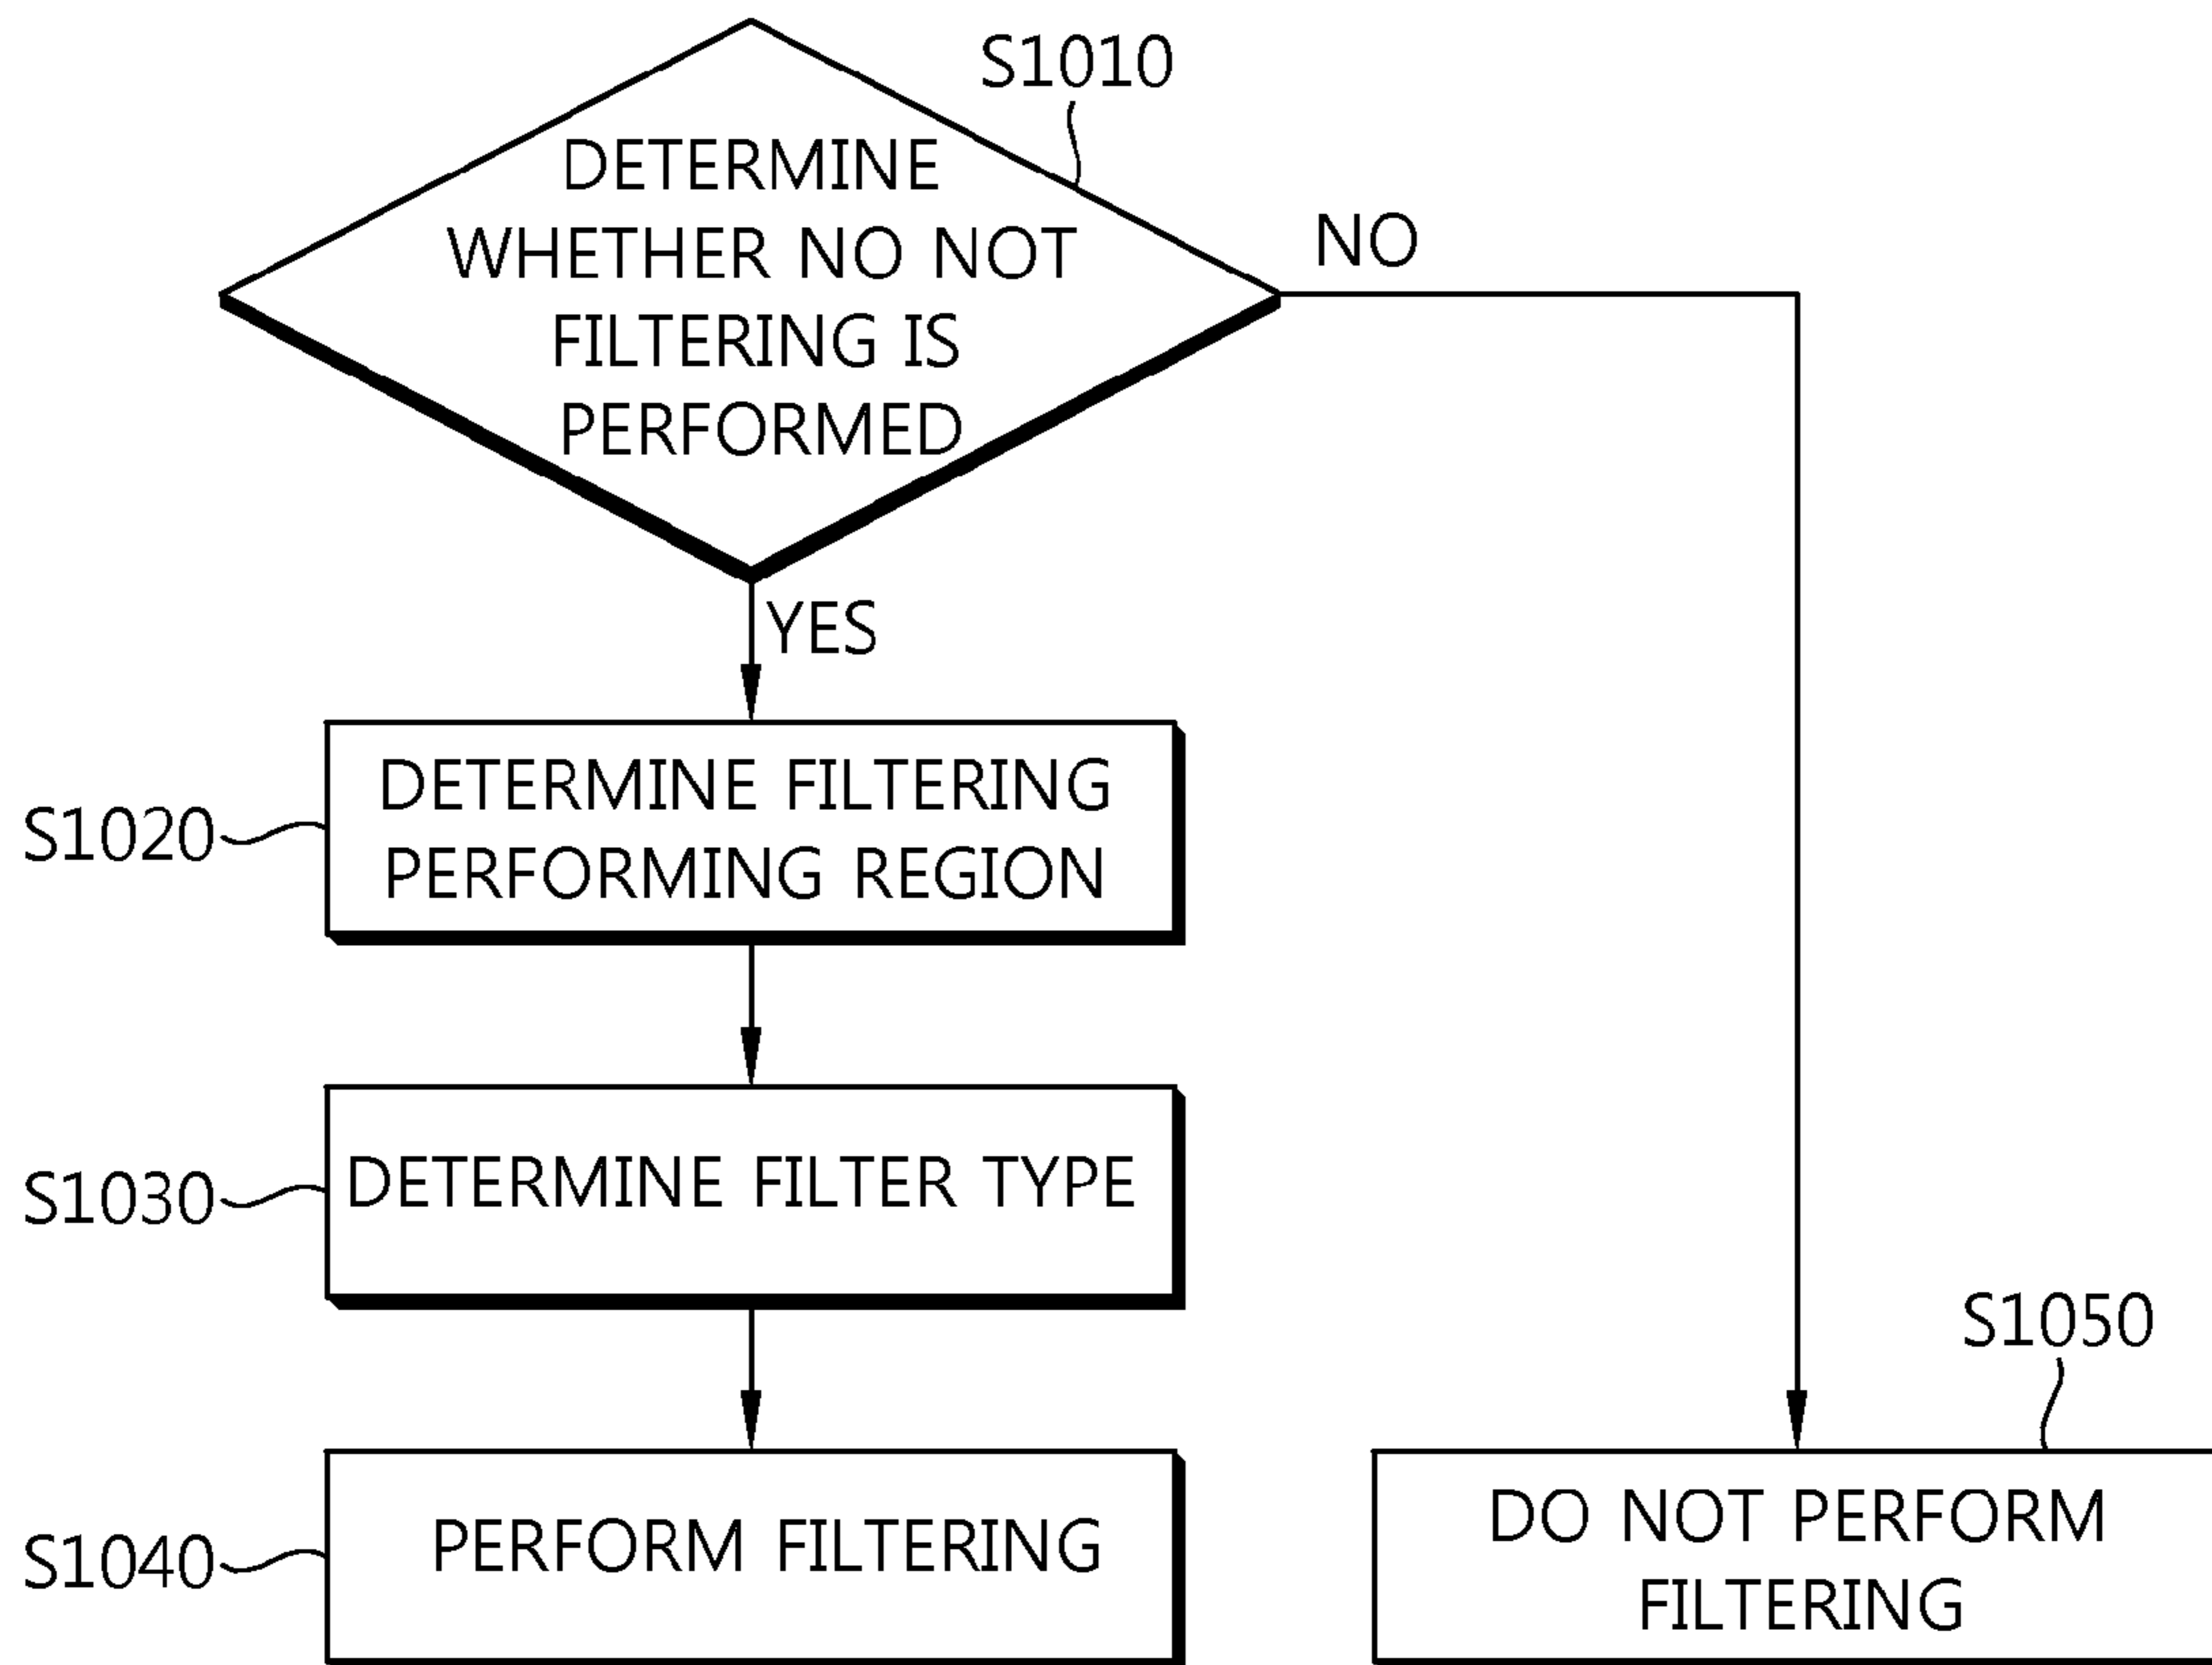 S1010
DETERMINE
WHETHER NO NOT
FILTERING IS
PERFORMED
NO
YES
S1020
DETERMINE FILTERING
PERFORMING REGION
S1030
DETERMINE FILTER TYPE
S1040
PERFORM FILTERING
S1050
DO NOT PERFORM
FILTERING